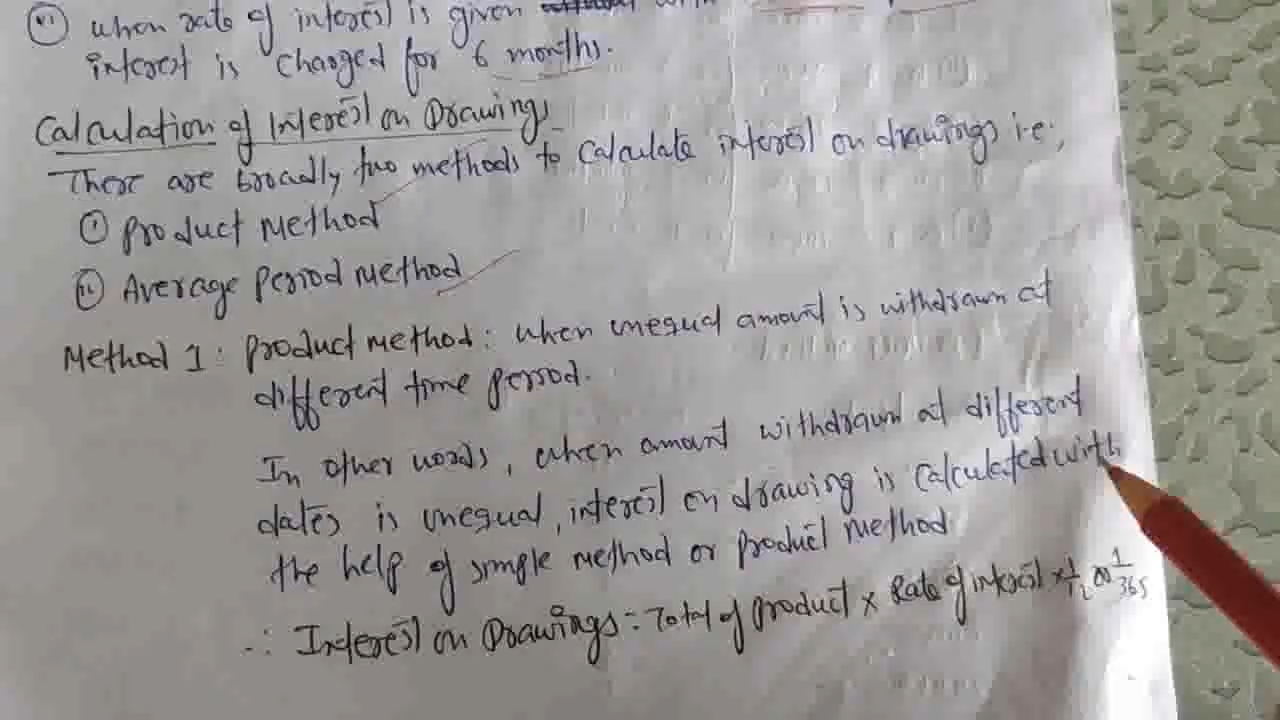 (vi) when rate of interest is given
interest is charged for 6 months.
Calculation of Interest on Drawings
There are broadly two methods to calculate interest on drawings i.e.,
(i) Product Method
(ii) Average Period Method
Method 1: Product method: when unequal amount is withdrawn at
different time period.
In other words, when amount withdrawn at different
dates is unequal, interest on drawing is calculated with
the help of simple method or product method
∴ Interest on Drawings = Total of product × Rate of interest × 1/12 or 1/365